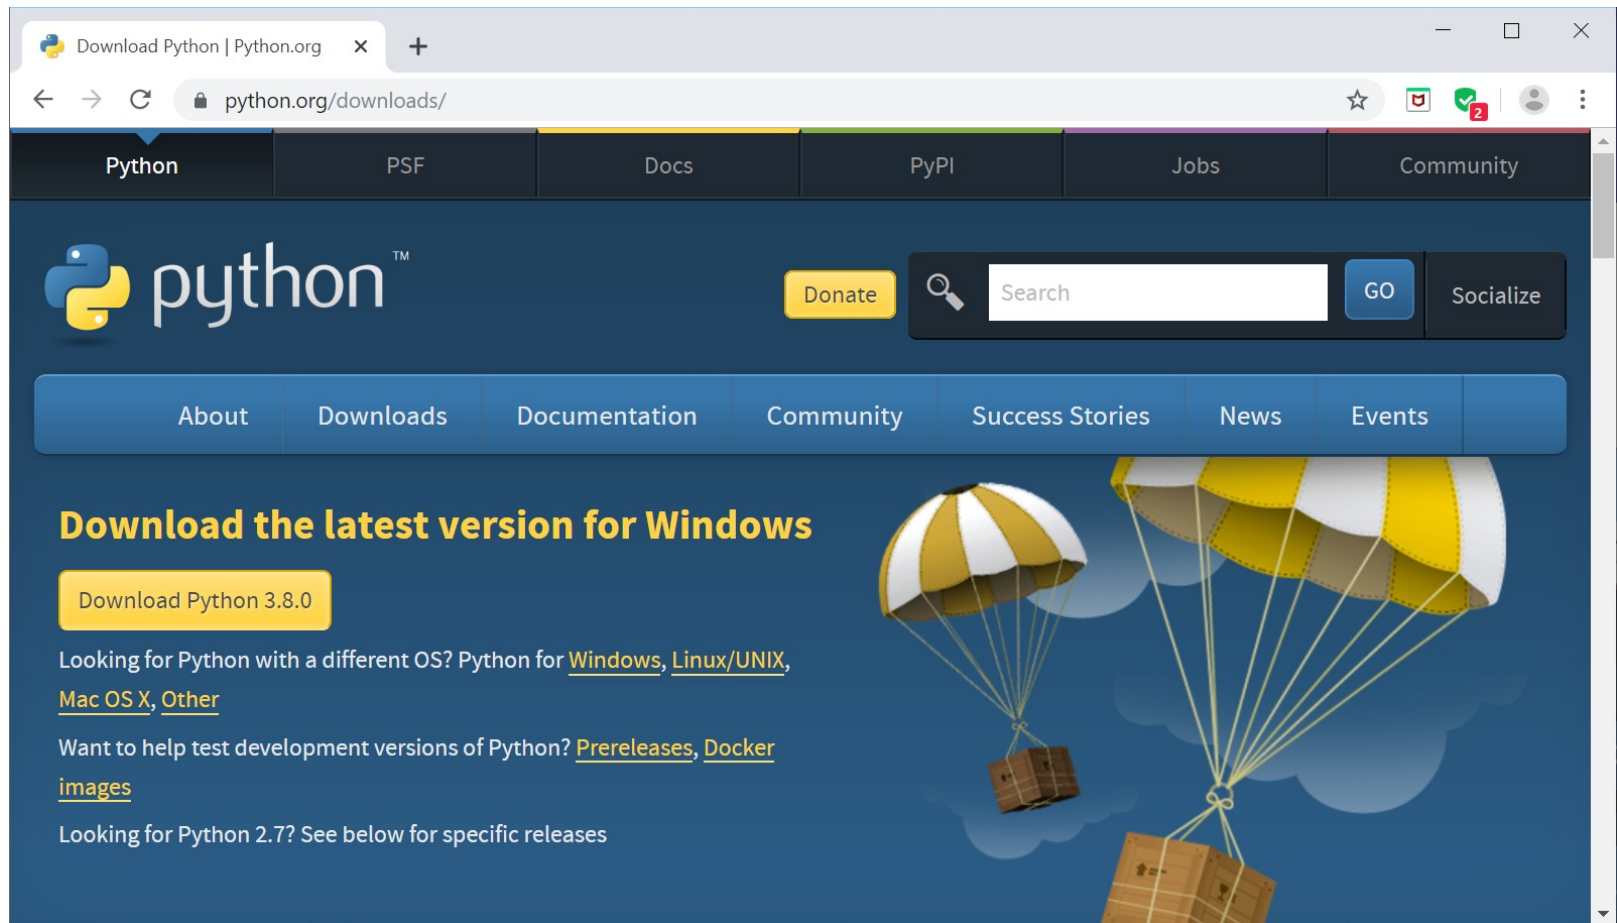 Download Python | Python.org
python.org/downloads/
2
Python PSF Docs PyPI Jobs Community
python™
Donate Search GO Socialize
About Downloads Documentation Community Success Stories News Events
Download the latest version for Windows
Download Python 3.8.0
Looking for Python with a different OS? Python for Windows, Linux/UNIX,
Mac OS X, Other
Want to help test development versions of Python? Prereleases, Docker
images
Looking for Python 2.7? See below for specific releases